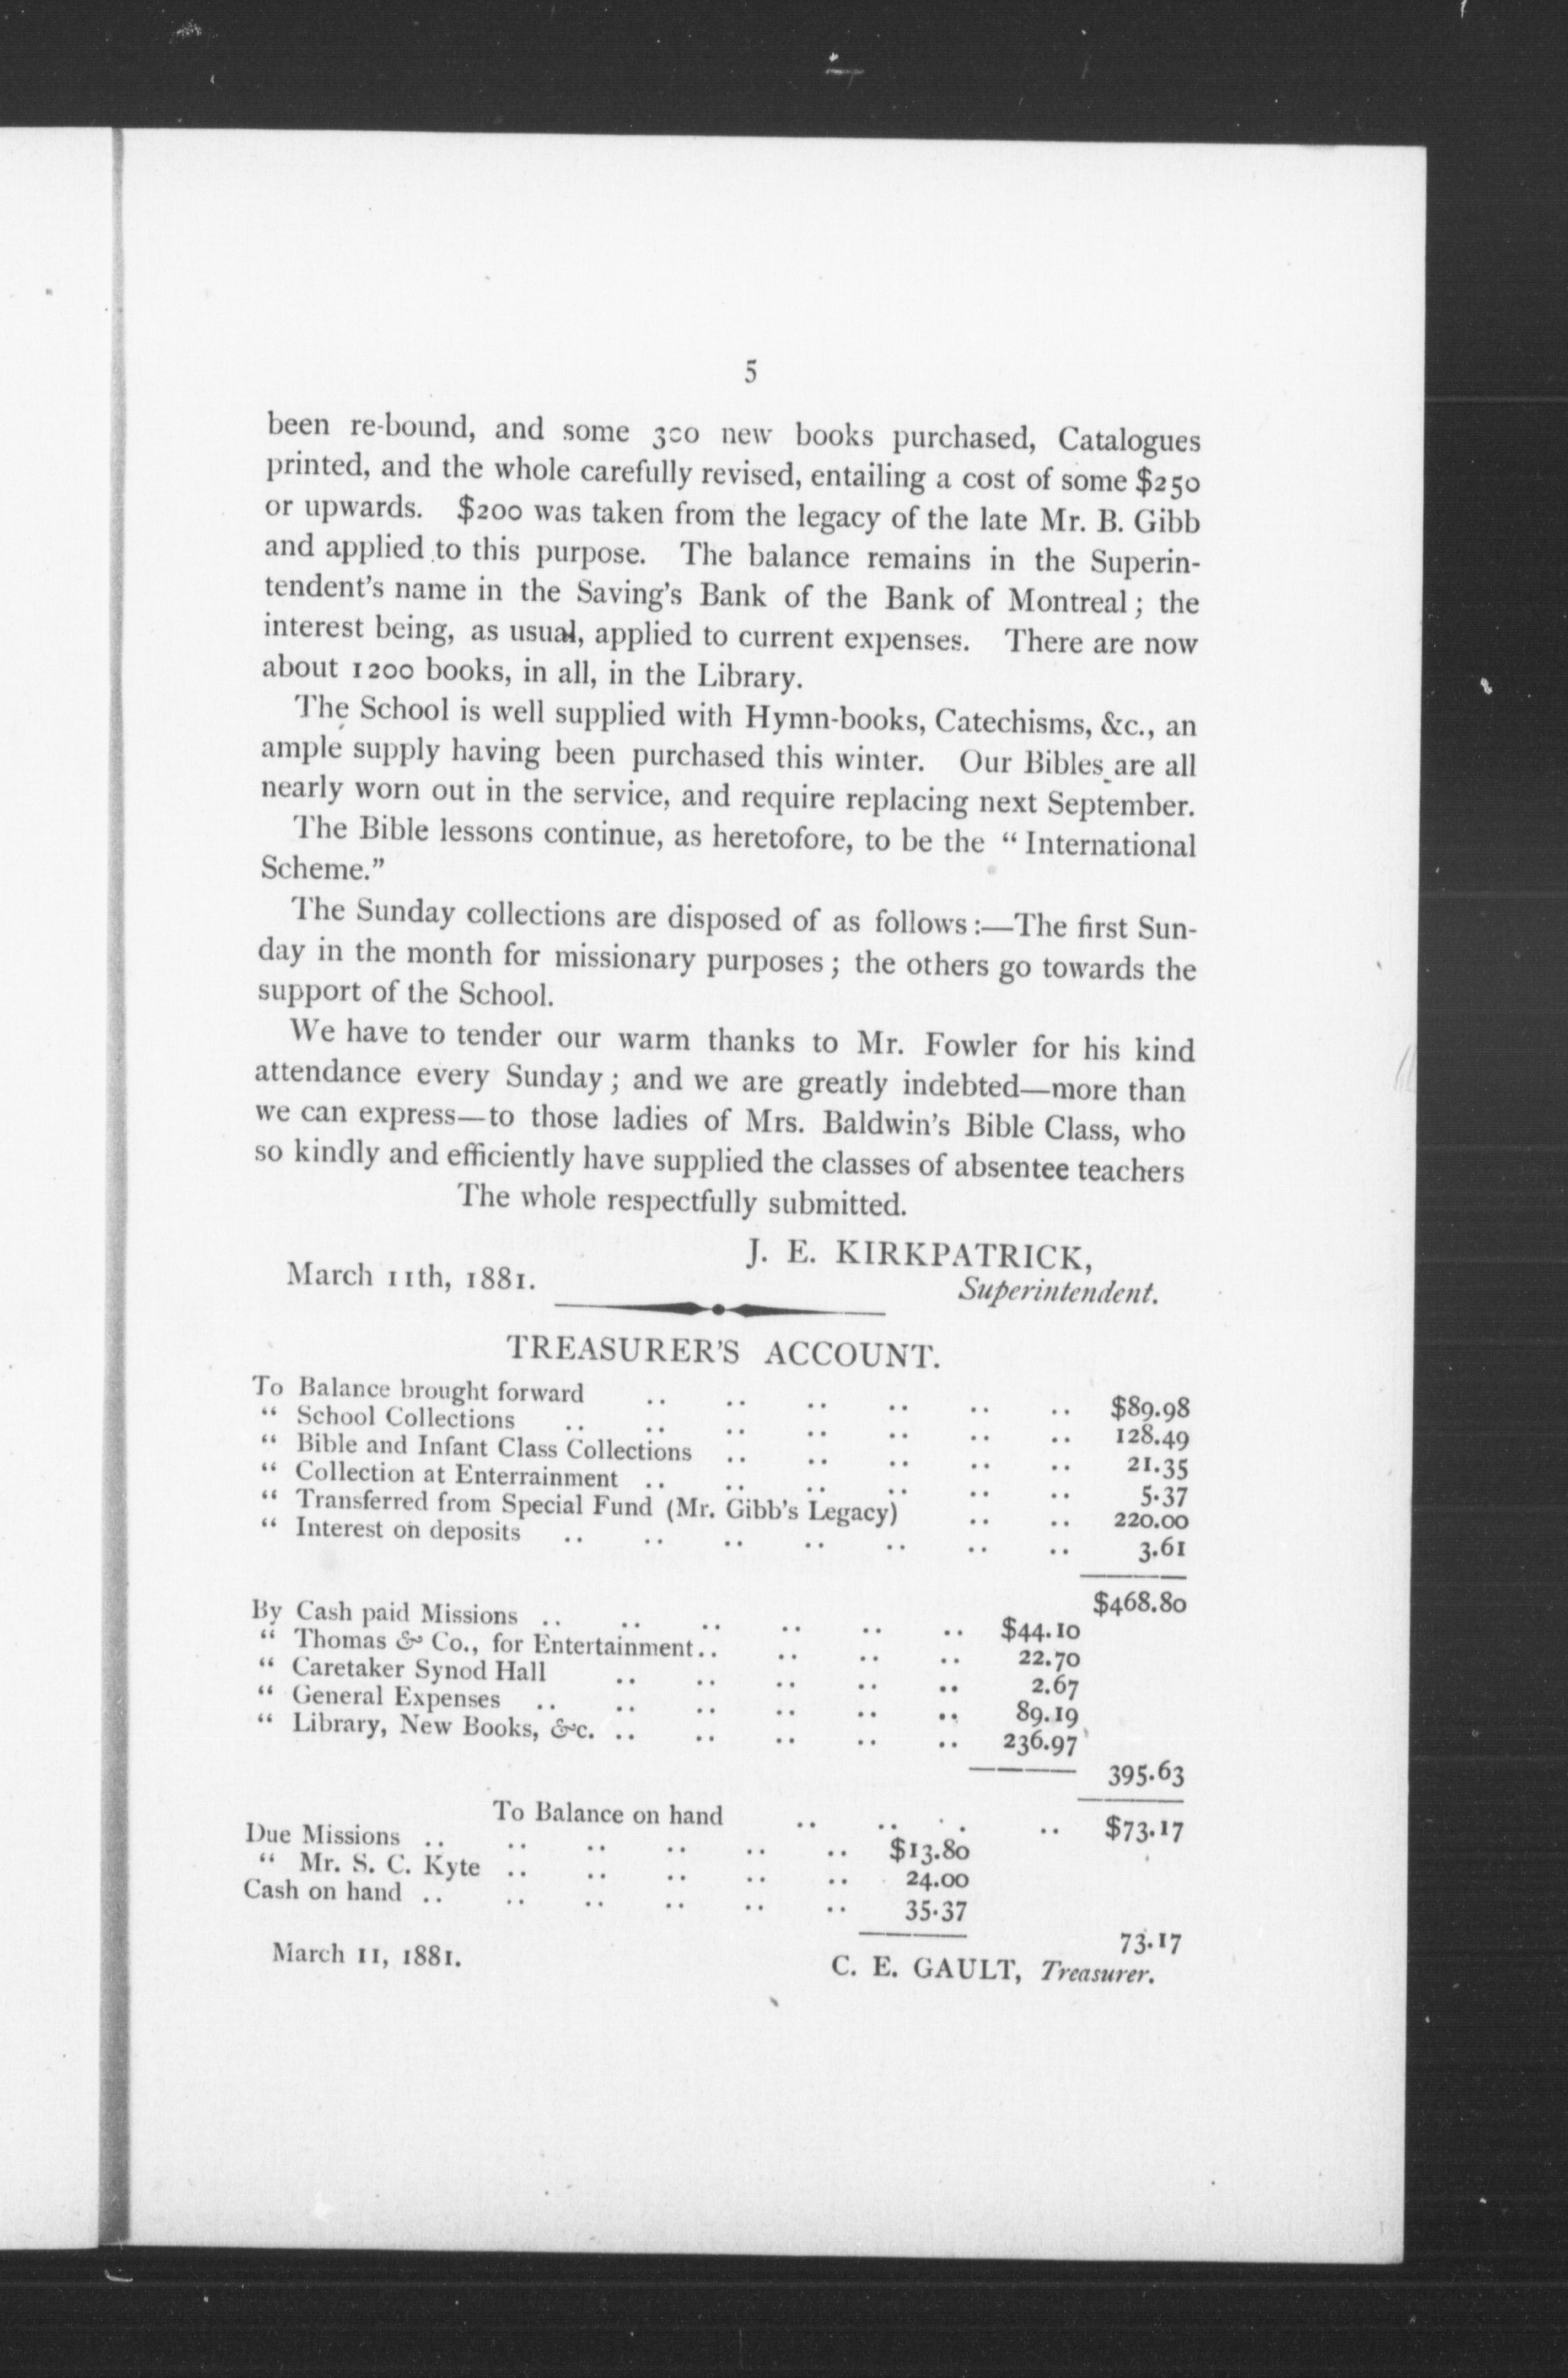 5
been re-bound, and some 300 new books purchased, Catalogues
printed, and the whole carefully revised, entailing a cost of some $250
or upwards. $200 was taken from the legacy of the late Mr. B. Gibb
and applied to this purpose. The balance remains in the Superin-
tendent's name in the Saving's Bank of the Bank of Montreal; the
interest being, as usual, applied to current expenses. There are now
about 1200 books, in all, in the Library.
The School is well supplied with Hymn-books, Catechisms, &c., an
ample supply having been purchased this winter. Our Bibles are all
nearly worn out in the service, and require replacing next September.
The Bible lessons continue, as heretofore, to be the "International
Scheme."
The Sunday collections are disposed of as follows:—The first Sun-
day in the month for missionary purposes; the others go towards the
support of the School.
We have to tender our warm thanks to Mr. Fowler for his kind
attendance every Sunday; and we are greatly indebted—more than
we can express—to those ladies of Mrs. Baldwin's Bible Class, who
so kindly and efficiently have supplied the classes of absentee teachers
The whole respectfully submitted.
J. E. KIRKPATRICK,
March 11th, 1881. Superintendent.
TREASURER'S ACCOUNT.
To Balance brought forward .. .. .. .. .. .. $89.98
" School Collections .. .. .. .. .. .. .. 128.49
" Bible and Infant Class Collections .. .. .. .. .. 21.35
" Collection at Enterrainment .. .. .. .. .. .. 5.37
" Transferred from Special Fund (Mr. Gibb's Legacy) .. .. 220.00
" Interest on deposits .. .. .. .. .. .. .. 3.61
$468.80
By Cash paid Missions .. .. .. .. .. .. $44.10
" Thomas & Co., for Entertainment.. .. .. .. 22.70
" Caretaker Synod Hall .. .. .. .. .. 2.67
" General Expenses .. .. .. .. .. .. 89.19
" Library, New Books, &c. .. .. .. .. .. 236.97
395.63
To Balance on hand .. .. .. .. $73.17
Due Missions .. .. .. .. .. .. $13.80
" Mr. S. C. Kyte .. .. .. .. .. 24.00
Cash on hand .. .. .. .. .. .. 35.37
73.17
March 11, 1881. C. E. GAULT, Treasurer.